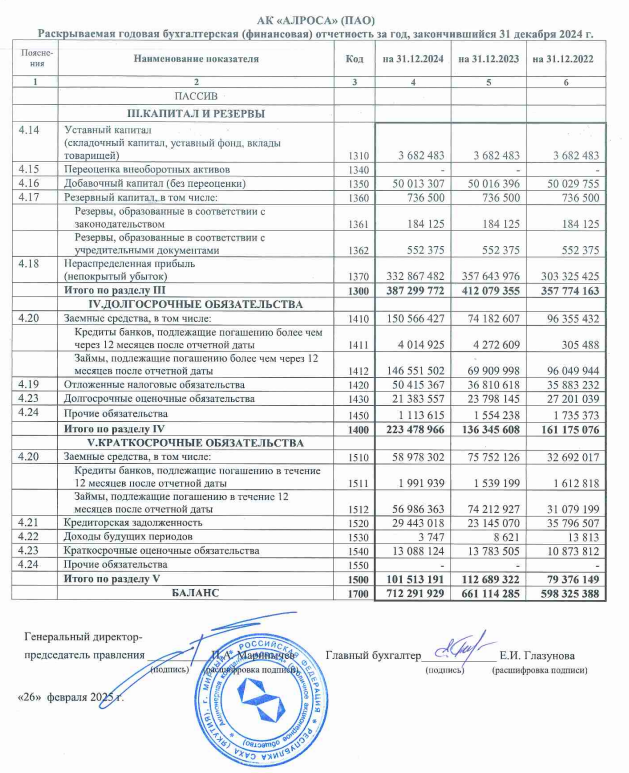 АК «АЛРОСА» (ПАО)
Раскрываемая годовая бухгалтерская (финансовая) отчетность за год, закончившийся 31 декабря 2024 г.
Поясне-ния Наименование показателя Код на 31.12.2024 на 31.12.2023 на 31.12.2022
1 2 3 4 5 6
ПАССИВ
III.КАПИТАЛ И РЕЗЕРВЫ
4.14 Уставный капитал
(складочный капитал, уставный фонд, вклады
товарищей) 1310 3 682 483 3 682 483 3 682 483
4.15 Переоценка внеоборотных активов 1340 - - -
4.16 Добавочный капитал (без переоценки) 1350 50 013 307 50 016 396 50 029 755
4.17 Резервный капитал, в том числе: 1360 736 500 736 500 736 500
Резервы, образованные в соответствии с
законодательством 1361 184 125 184 125 184 125
Резервы, образованные в соответствии с
учредительными документами 1362 552 375 552 375 552 375
4.18 Нераспределенная прибыль
(непокрытый убыток) 1370 332 867 482 357 643 976 303 325 425
Итого по разделу III 1300 387 299 772 412 079 355 357 774 163
IV.ДОЛГОСРОЧНЫЕ ОБЯЗАТЕЛЬСТВА
4.20 Заемные средства, в том числе: 1410 150 566 427 74 182 607 96 355 432
Кредиты банков, подлежащие погашению более чем
через 12 месяцев после отчетной даты 1411 4 014 925 4 272 609 305 488
Займы, подлежащие погашению более чем через 12
месяцев после отчетной даты 1412 146 551 502 69 909 998 96 049 944
4.19 Отложенные налоговые обязательства 1420 50 415 367 36 810 618 35 883 232
4.23 Долгосрочные оценочные обязательства 1430 21 383 557 23 798 145 27 201 039
4.24 Прочие обязательства 1450 1 113 615 1 554 238 1 735 373
Итого по разделу IV 1400 223 478 966 136 345 608 161 175 076
V.КРАТКОСРОЧНЫЕ ОБЯЗАТЕЛЬСТВА
4.20 Заемные средства, в том числе: 1510 58 978 302 75 752 126 32 692 017
Кредиты банков, подлежащие погашению в течение
12 месяцев после отчетной даты 1511 1 991 939 1 539 199 1 612 818
Займы, подлежащие погашению в течение 12
месяцев после отчетной даты 1512 56 986 363 74 212 927 31 079 199
4.21 Кредиторская задолженность 1520 29 443 018 23 145 070 35 796 507
4.22 Доходы будущих периодов 1530 3 747 8 621 13 813
4.23 Краткосрочные оценочные обязательства 1540 13 088 124 13 783 505 10 873 812
4.24 Прочие обязательства 1550 - - -
Итого по разделу V 1500 101 513 191 112 689 322 79 376 149
БАЛАНС 1700 712 291 929 661 114 285 598 325 388
Генеральный директор-
председатель правления П.А. Маринычев Главный бухгалтер Е.И. Глазунова
(подпись) (расшифровка подписи) (подпись) (расшифровка подписи)
«26» февраля 2025 г.
РОССИЙСКАЯ ФЕДЕРАЦИЯ * РЕСПУБЛИКА САХА (ЯКУТИЯ), г. МИРНЫЙ